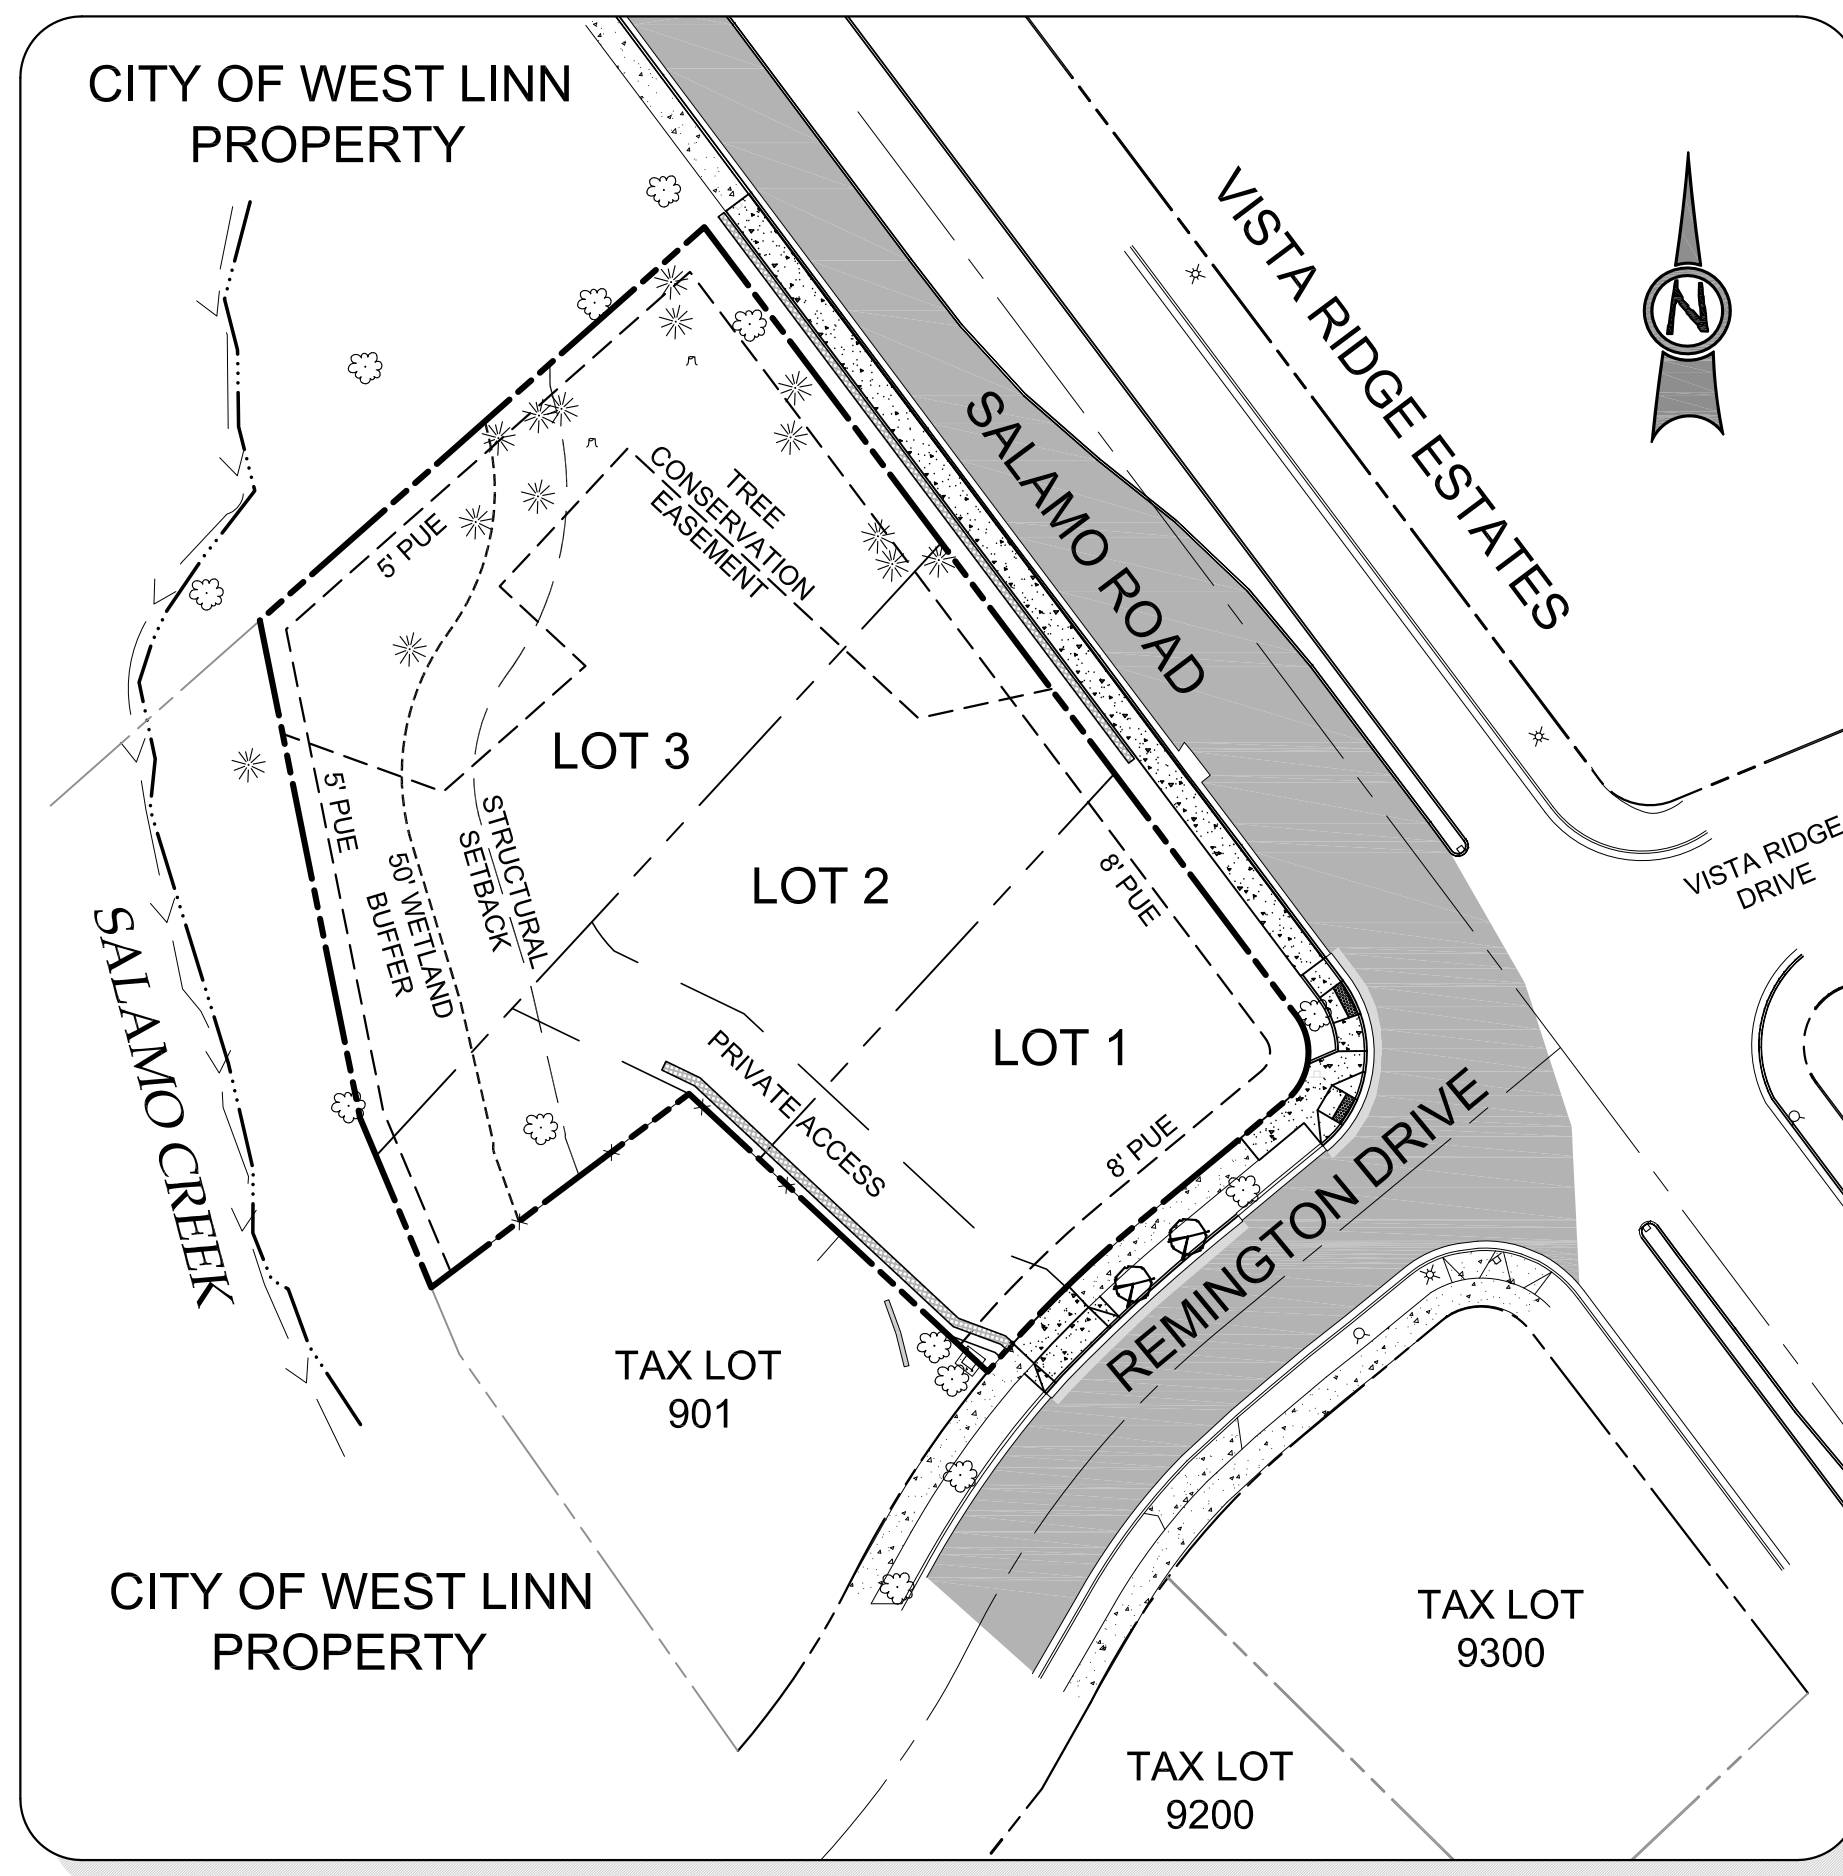 CITY OF WEST LINN
PROPERTY
VISTA RIDGE ESTATES
N
SALAMO ROAD
TREE
CONSERVATION
EASEMENT
5' PUE
LOT 3
5' PUE
STRUCTURAL
SETBACK
50' WETLAND
BUFFER
LOT 2
8' PUE
VISTA RIDGE
DRIVE
SALAMO CREEK
LOT 1
PRIVATE ACCESS
8' PUE
REMINGTON DRIVE
TAX LOT
901
CITY OF WEST LINN
PROPERTY
TAX LOT
9300
TAX LOT
9200